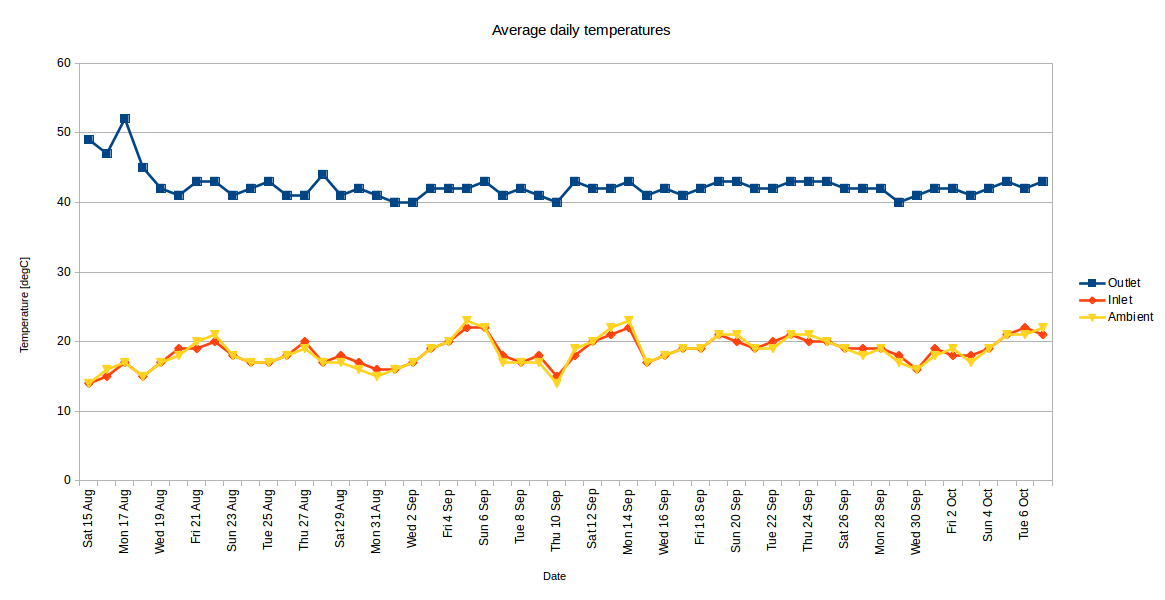 Average daily temperatures
60
50
40
30
20
10
0
Temperature [degC]
Outlet
Inlet
Ambient
Sat 15 Aug
Mon 17 Aug
Wed 19 Aug
Fri 21 Aug
Sun 23 Aug
Tue 25 Aug
Thu 27 Aug
Sat 29 Aug
Mon 31 Aug
Wed 2 Sep
Fri 4 Sep
Sun 6 Sep
Tue 8 Sep
Thu 10 Sep
Sat 12 Sep
Mon 14 Sep
Wed 16 Sep
Fri 18 Sep
Sun 20 Sep
Tue 22 Sep
Thu 24 Sep
Sat 26 Sep
Mon 28 Sep
Wed 30 Sep
Fri 2 Oct
Sun 4 Oct
Tue 6 Oct
Date